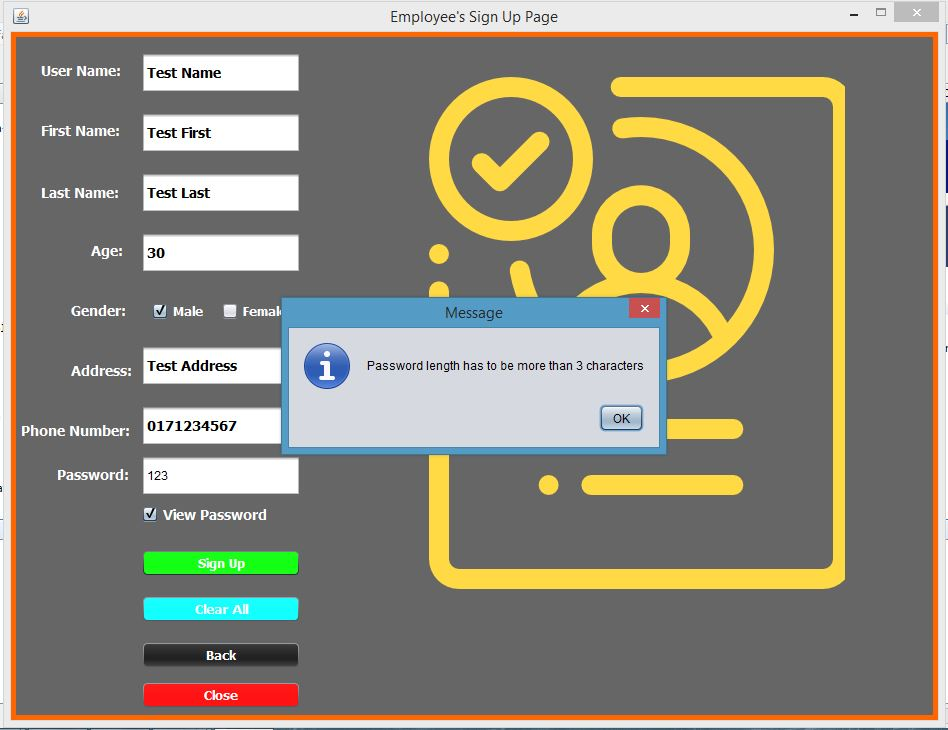 Employee's Sign Up Page
User Name: Test Name
First Name: Test First
Last Name: Test Last
Age: 30
Gender: Male
Message
Password length has to be more than 3 characters
OK
Address: Test Address
Phone Number: 0171234567
Password: 123
View Password
Sign Up
Clear All
Back
Close